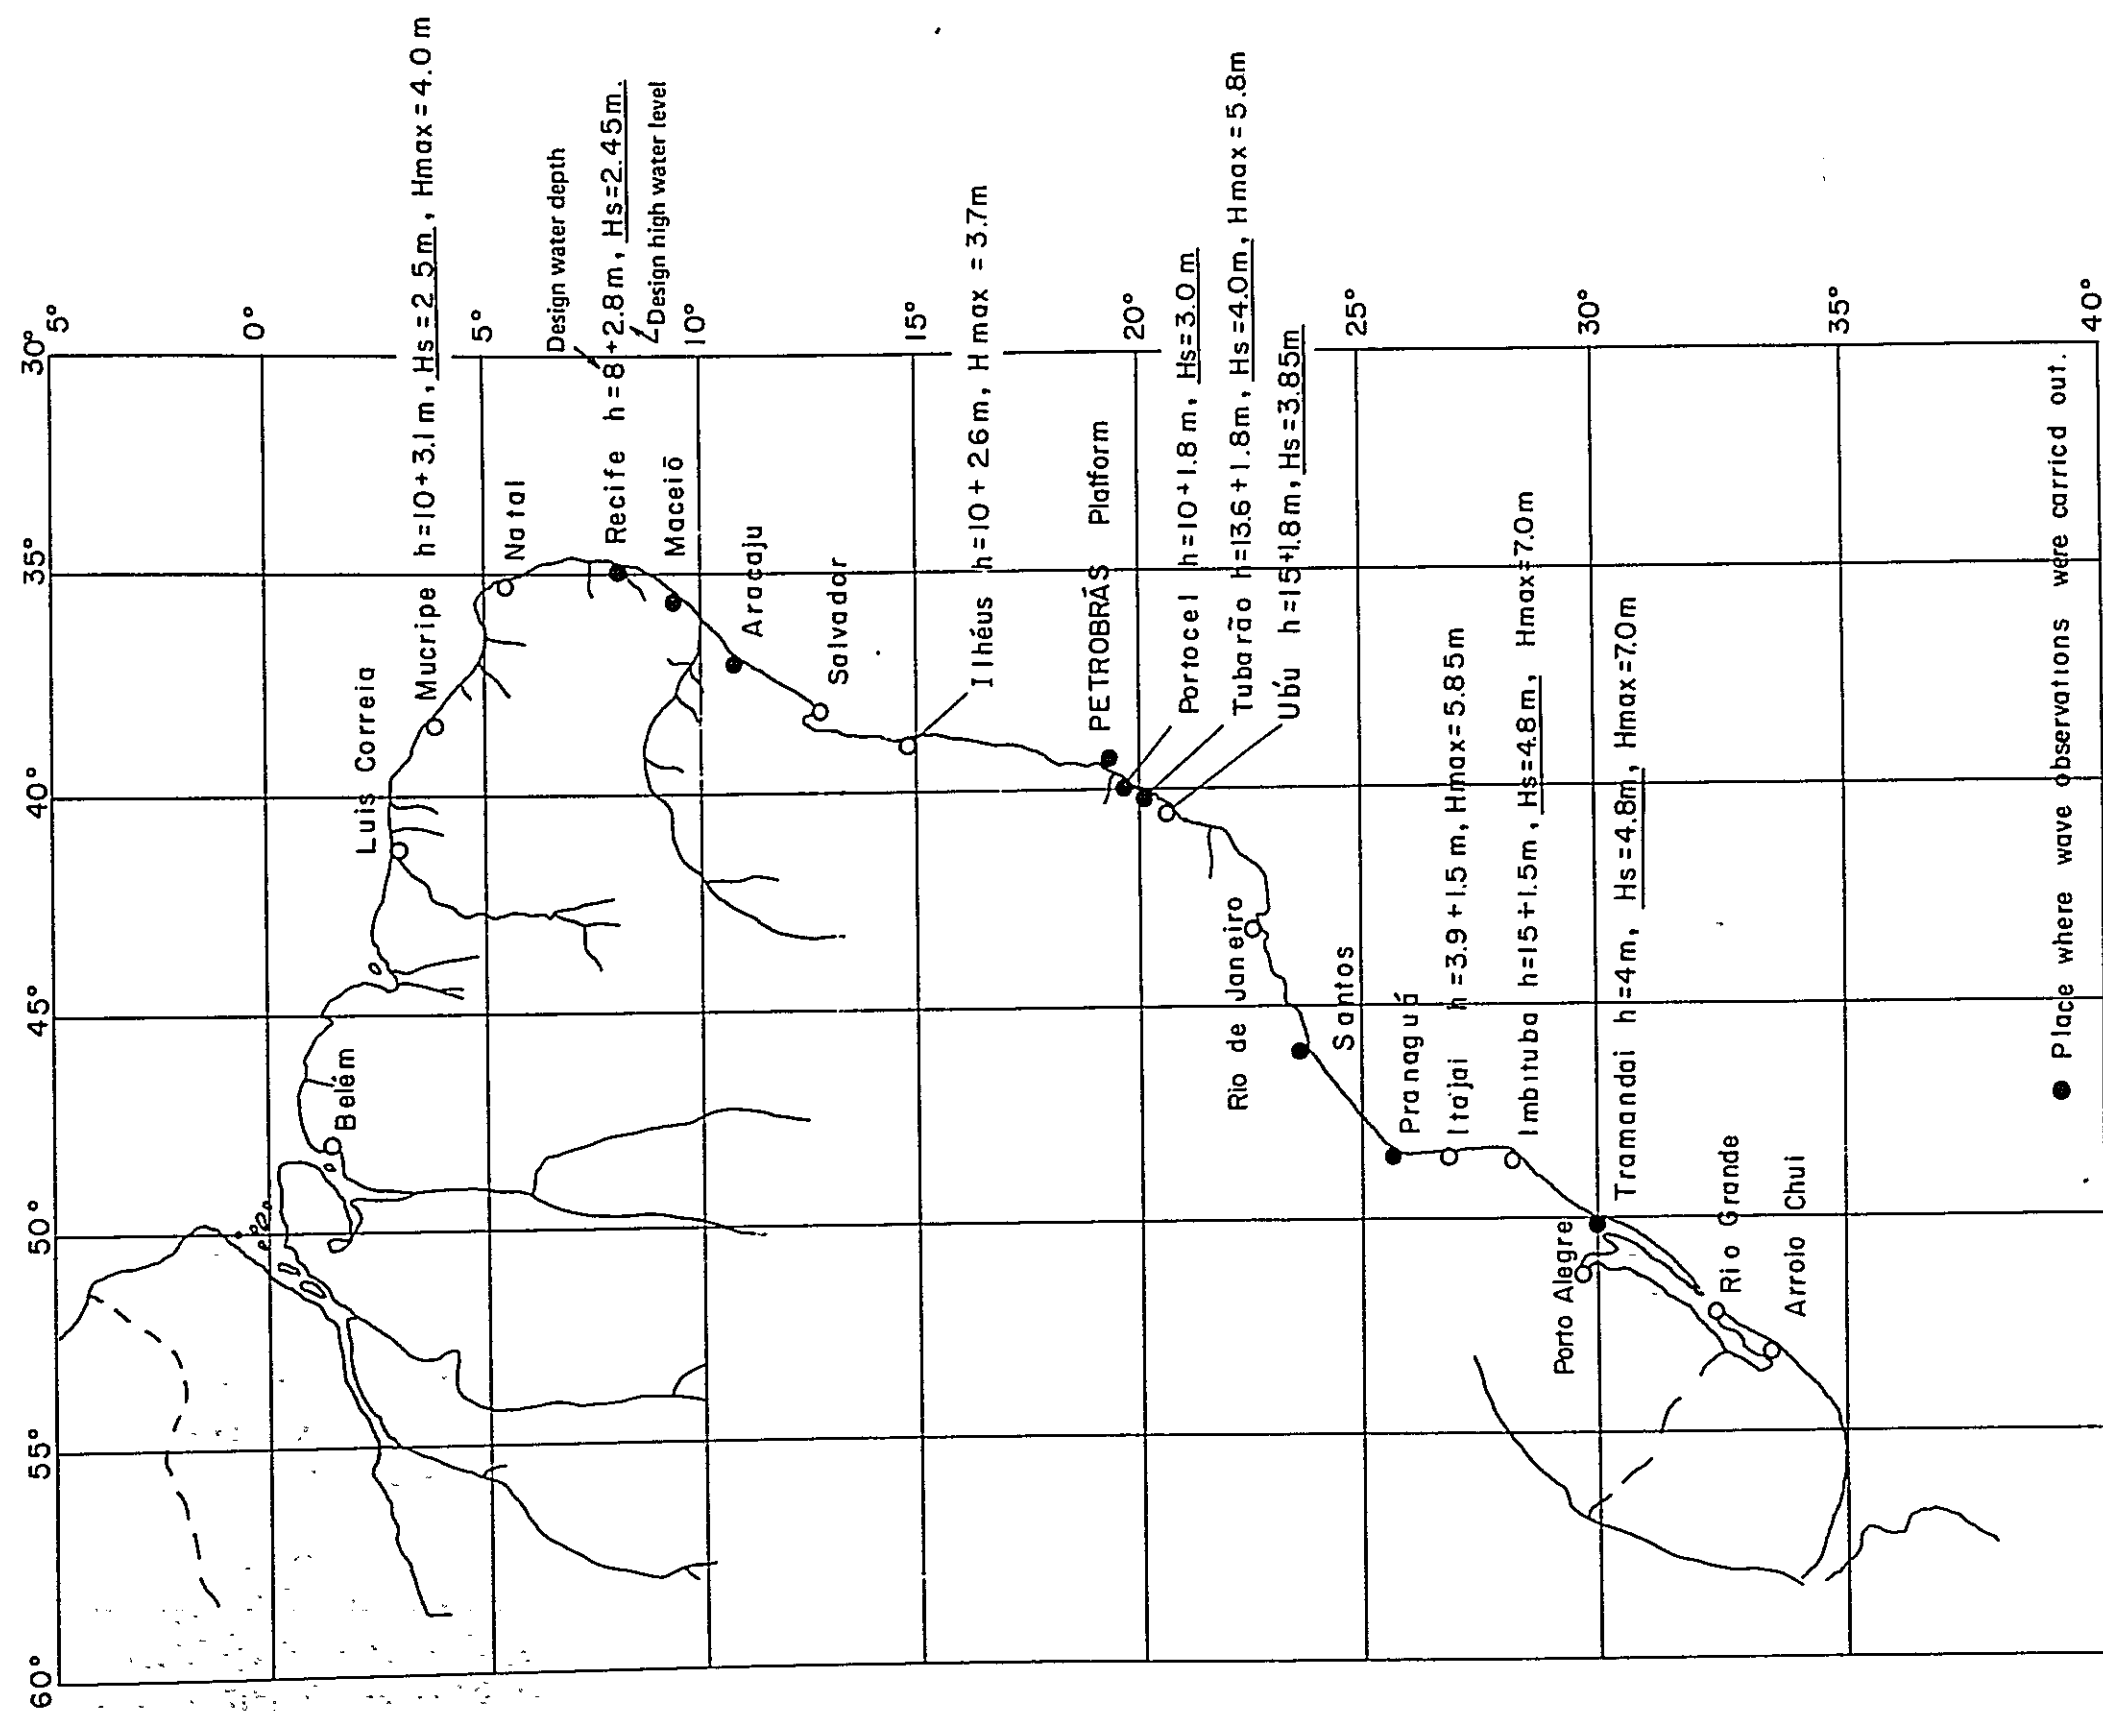 60° 55° 50° 45° 40° 35° 30°
5°
0°
5°
10°
15°
20°
25°
30°
35°
40°
Belém
Luis Correia
Mucripe h=10+3.1m, Hs=2.5m, Hmax=4.0m
Natal
Design water depth
Recife h=8+2.8m, Hs=2.45m.
Design high water level
Maceiō
Aracaju
Salvador
Ilhéus h=10+2.6m, Hmax=3.7m
PETROBRÁS Platform
Portocel h=10+1.8m, Hs=3.0m
Tubarão h=13.6+1.8m, Hs=4.0m, Hmax=5.8m
Ubú h=15+1.8m, Hs=3.85m
Rio de Janeiro
Santos
Pranaguá
Itajai h=3.9+1.5m, Hmax=5.85m
Imbituba h=15+1.5m, Hs=4.8m, Hmax=7.0m
Porto Alegre
Tramandai h=4m, Hs=4.8m, Hmax=7.0m
Rio Grande
Arroio Chui
● Place where wave observations were carricd out.